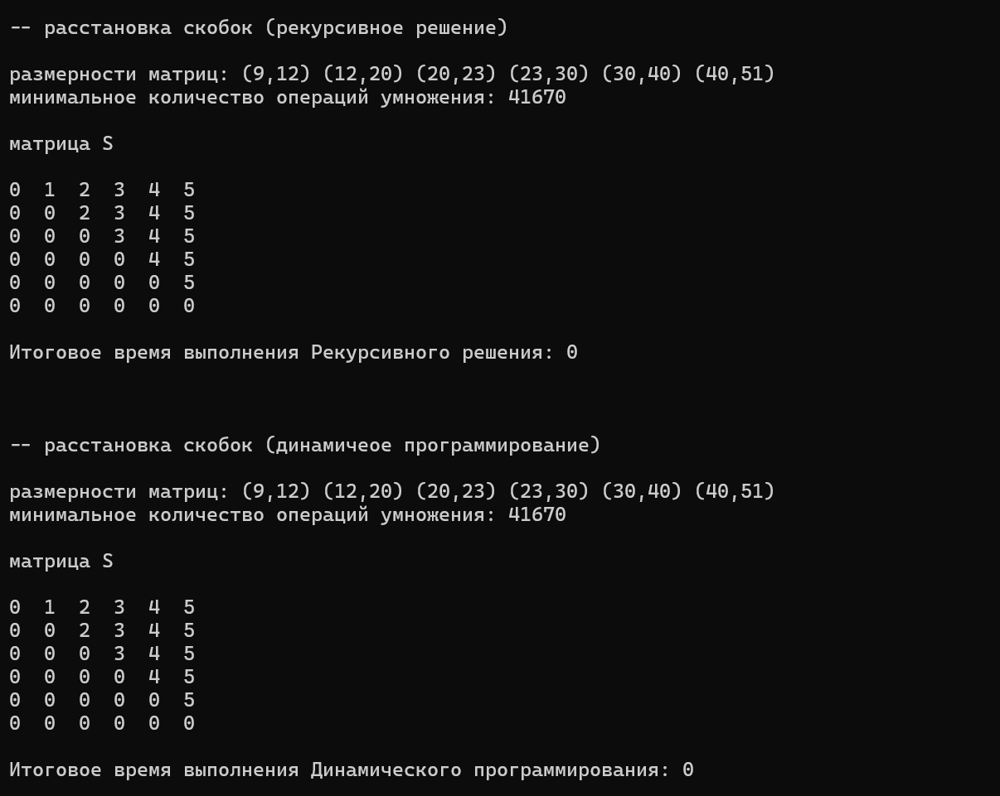 -- расстановка скобок (рекурсивное решение)
размерности матриц: (9,12) (12,20) (20,23) (23,30) (30,40) (40,51)
минимальное количество операций умножения: 41670
матрица S
0  1  2  3  4  5
0  0  2  3  4  5
0  0  0  3  4  5
0  0  0  0  4  5
0  0  0  0  0  5
0  0  0  0  0  0
Итоговое время выполнения Рекурсивного решения: 0
-- расстановка скобок (динамичеое программирование)
размерности матриц: (9,12) (12,20) (20,23) (23,30) (30,40) (40,51)
минимальное количество операций умножения: 41670
матрица S
0  1  2  3  4  5
0  0  2  3  4  5
0  0  0  3  4  5
0  0  0  0  4  5
0  0  0  0  0  5
0  0  0  0  0  0
Итоговое время выполнения Динамического программирования: 0